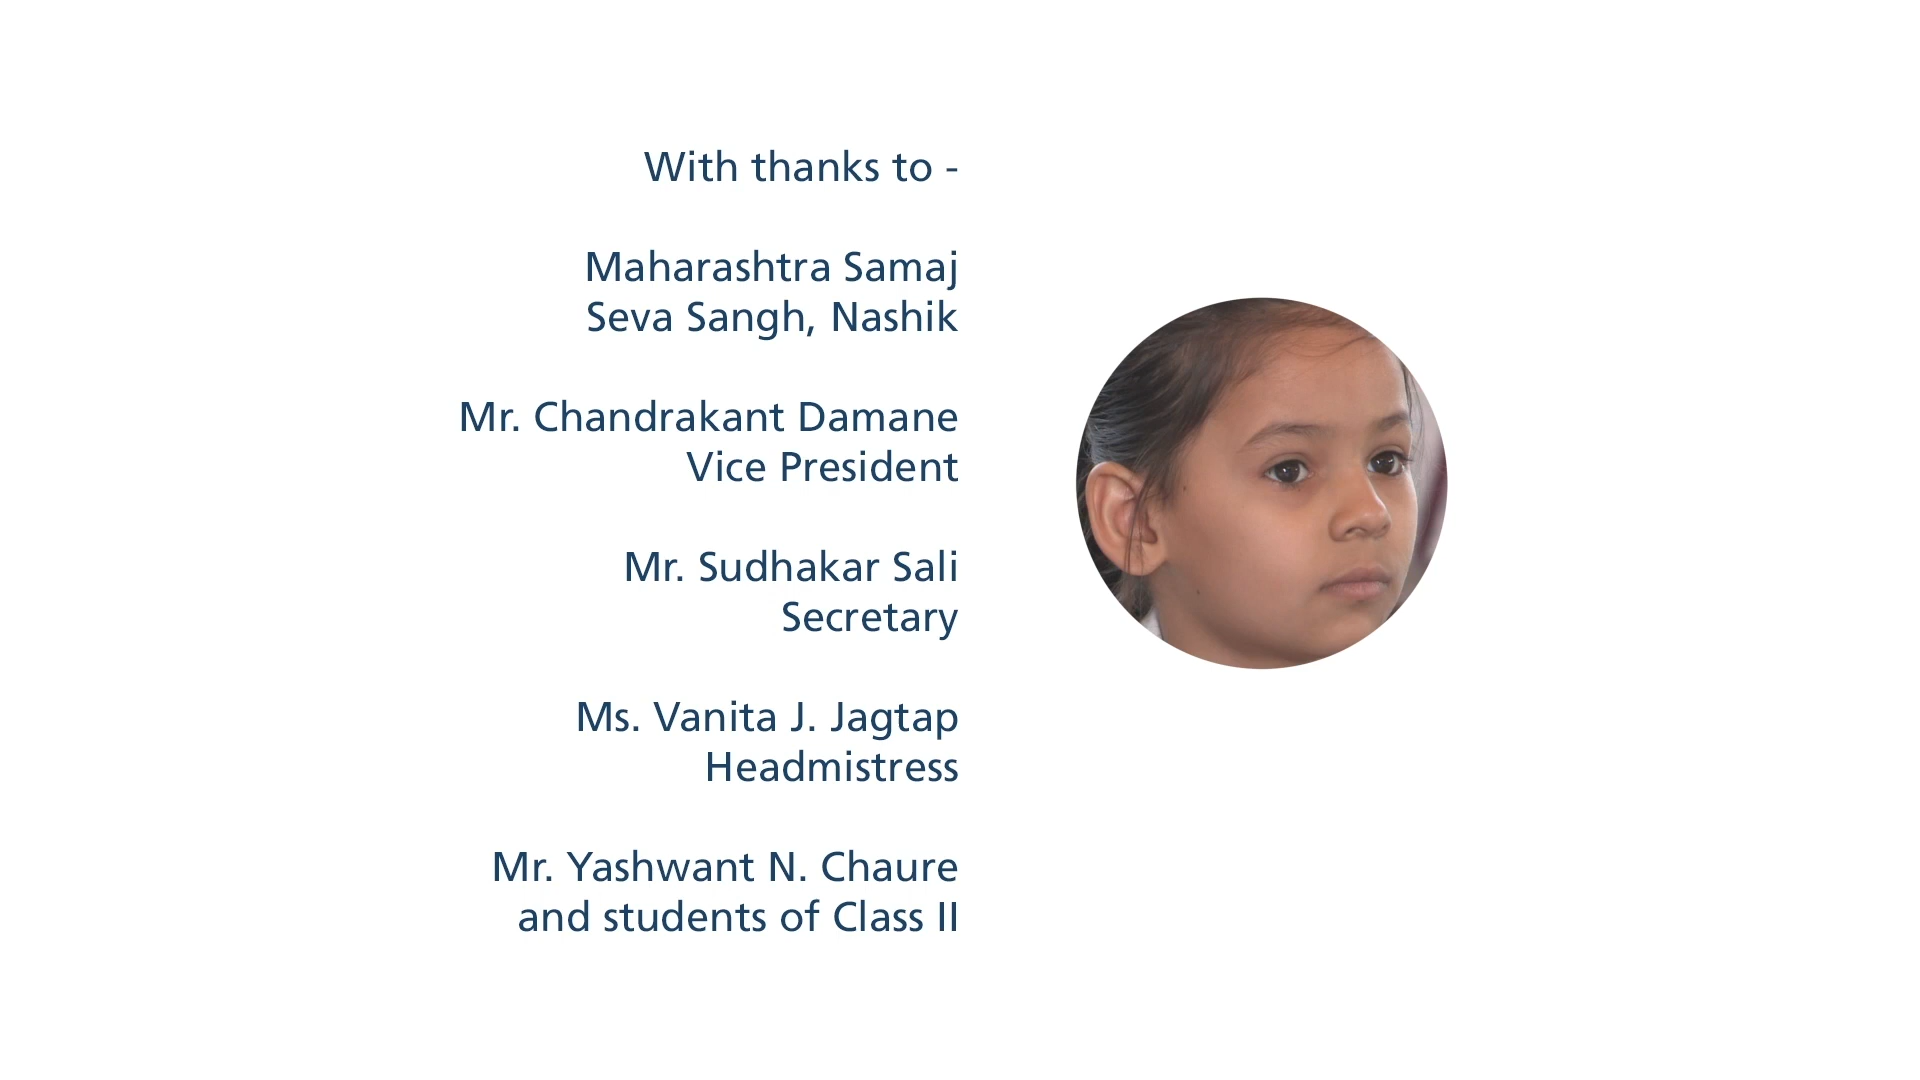 With thanks to -
Maharashtra Samaj
Seva Sangh, Nashik
Mr. Chandrakant Damane
Vice President
Mr. Sudhakar Sali
Secretary
Ms. Vanita J. Jagtap
Headmistress
Mr. Yashwant N. Chaure
and students of Class II